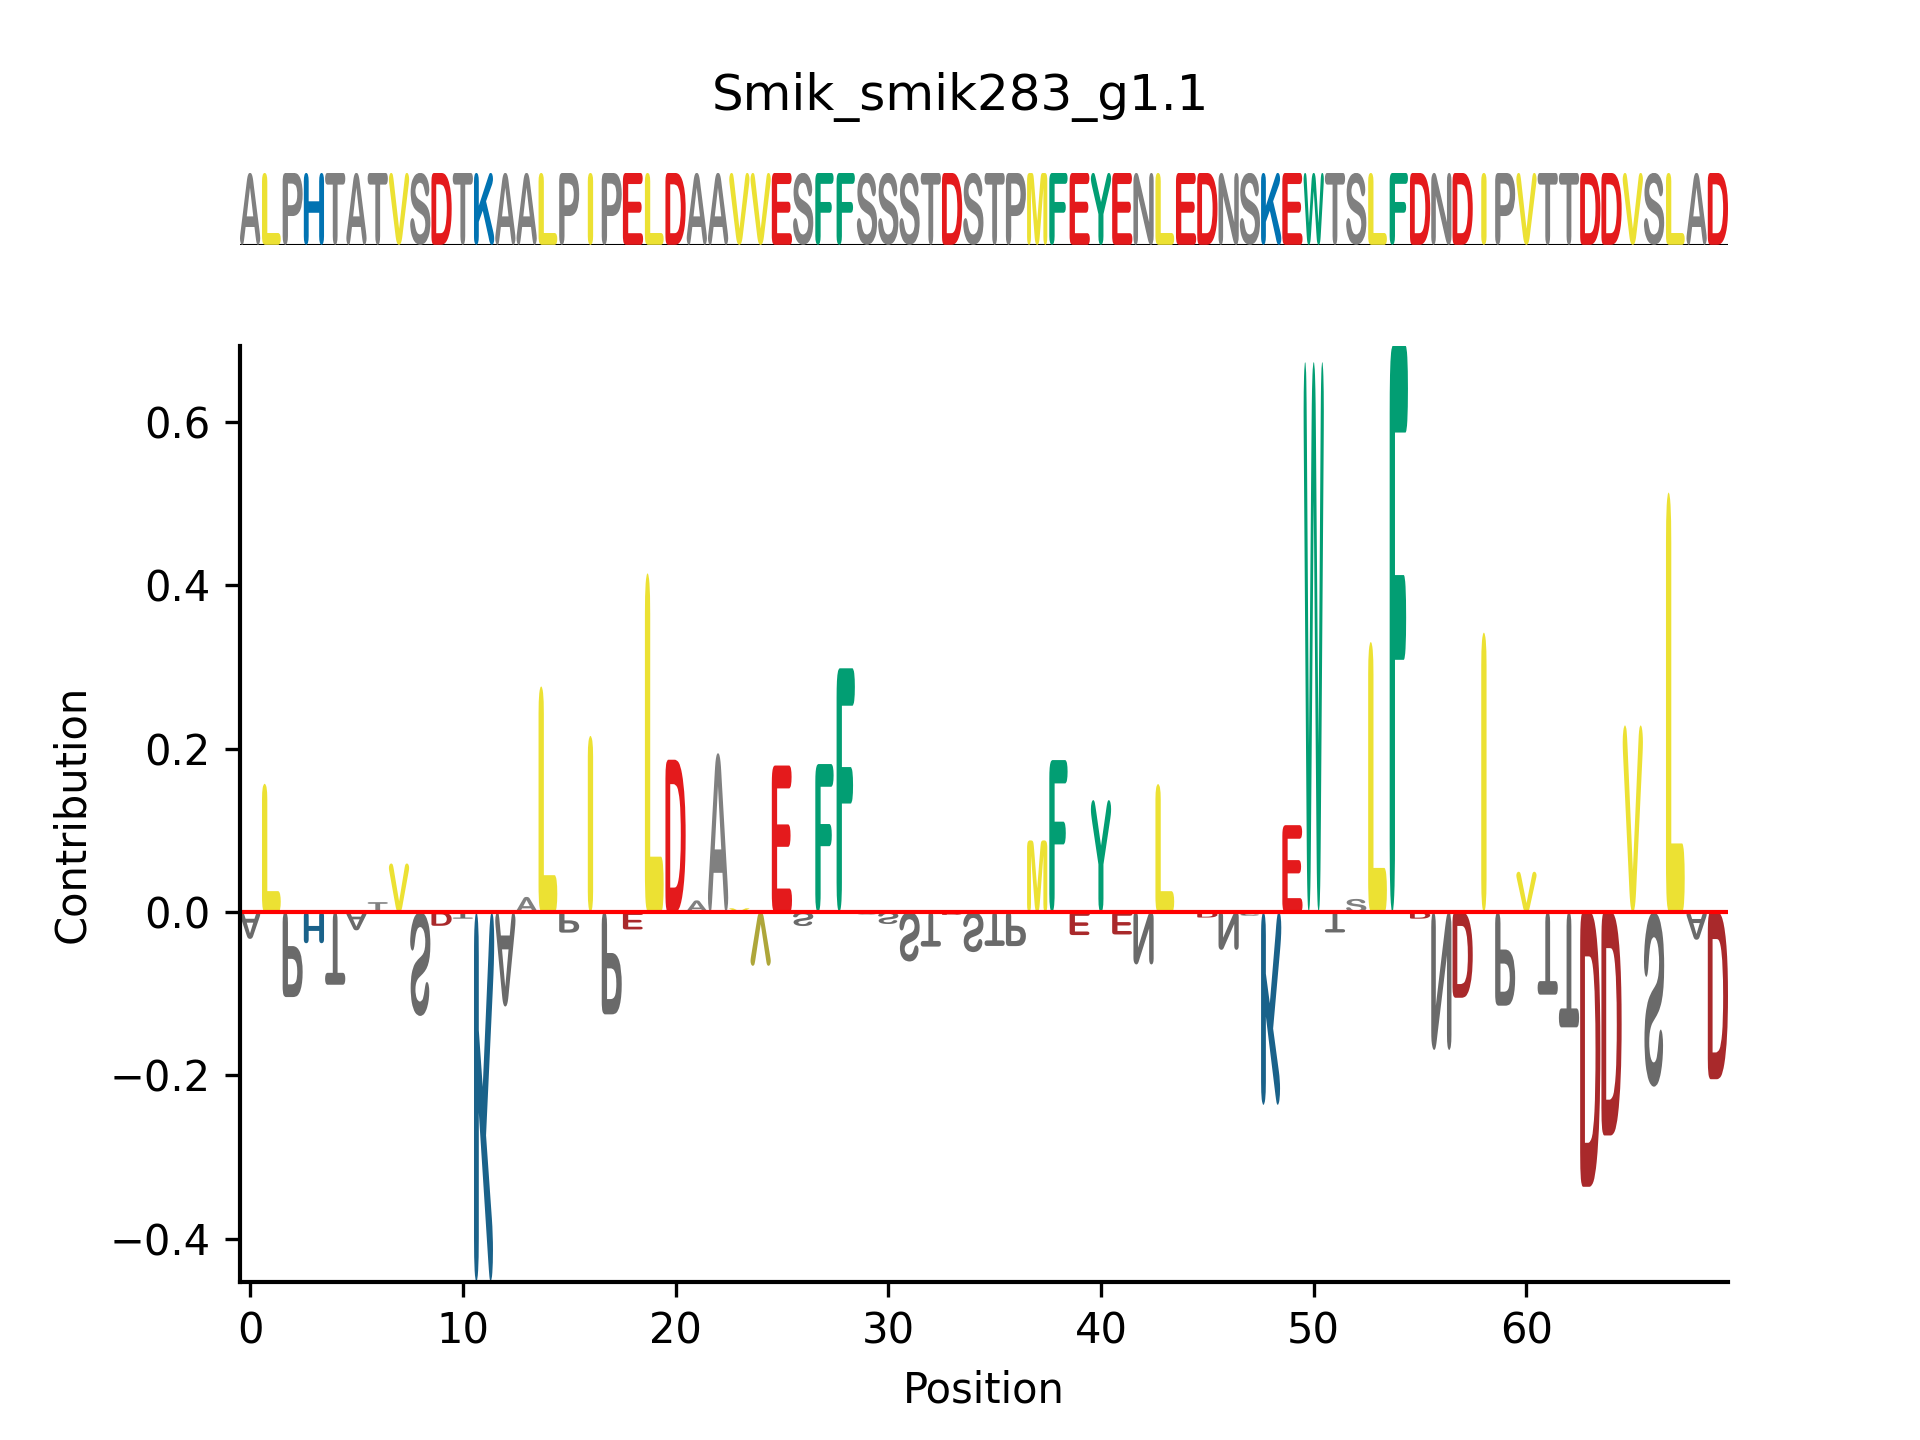 Smik_smik283_g1.1
ALPHTATVSDTKAALPIPELDAAVVESFFSSSTDSTPMFEYENLEDNSKEWTSLFDNDIPVTTDDVSLAD
Contribution
0.6
0.4
0.2
0.0
−0.2
−0.4
ALPHTATVSDTKAALPIPELDAAVVESFFSSSTDSTPMFEYENLEDNSKEWTSLFDNDIPVTTDDVSLAD
0 10 20 30 40 50 60
Position